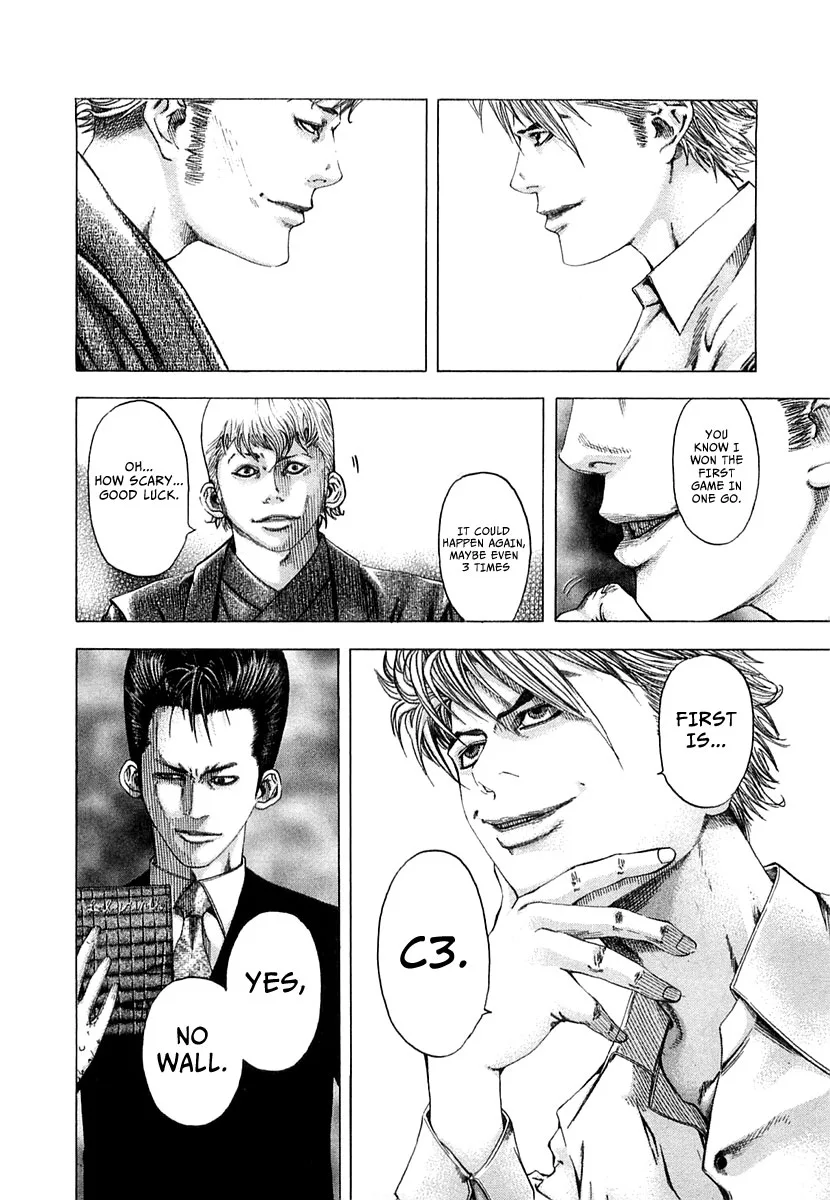 YOU
KNOW I
WON THE
FIRST
GAME IN
ONE GO.
IT COULD
HAPPEN AGAIN,
MAYBE EVEN
3 TIMES
OH...
HOW SCARY...
GOOD LUCK.
FIRST
IS...
C3.
YES,
NO
WALL.